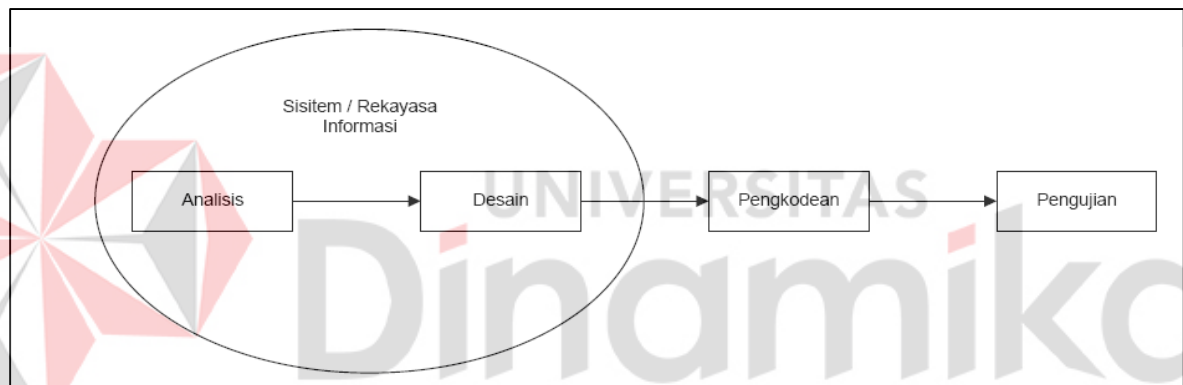 Sisitem / Rekayasa
Informasi
Analisis
Desain
Pengkodean
Pengujian
UNIVERSITAS
Dinamika